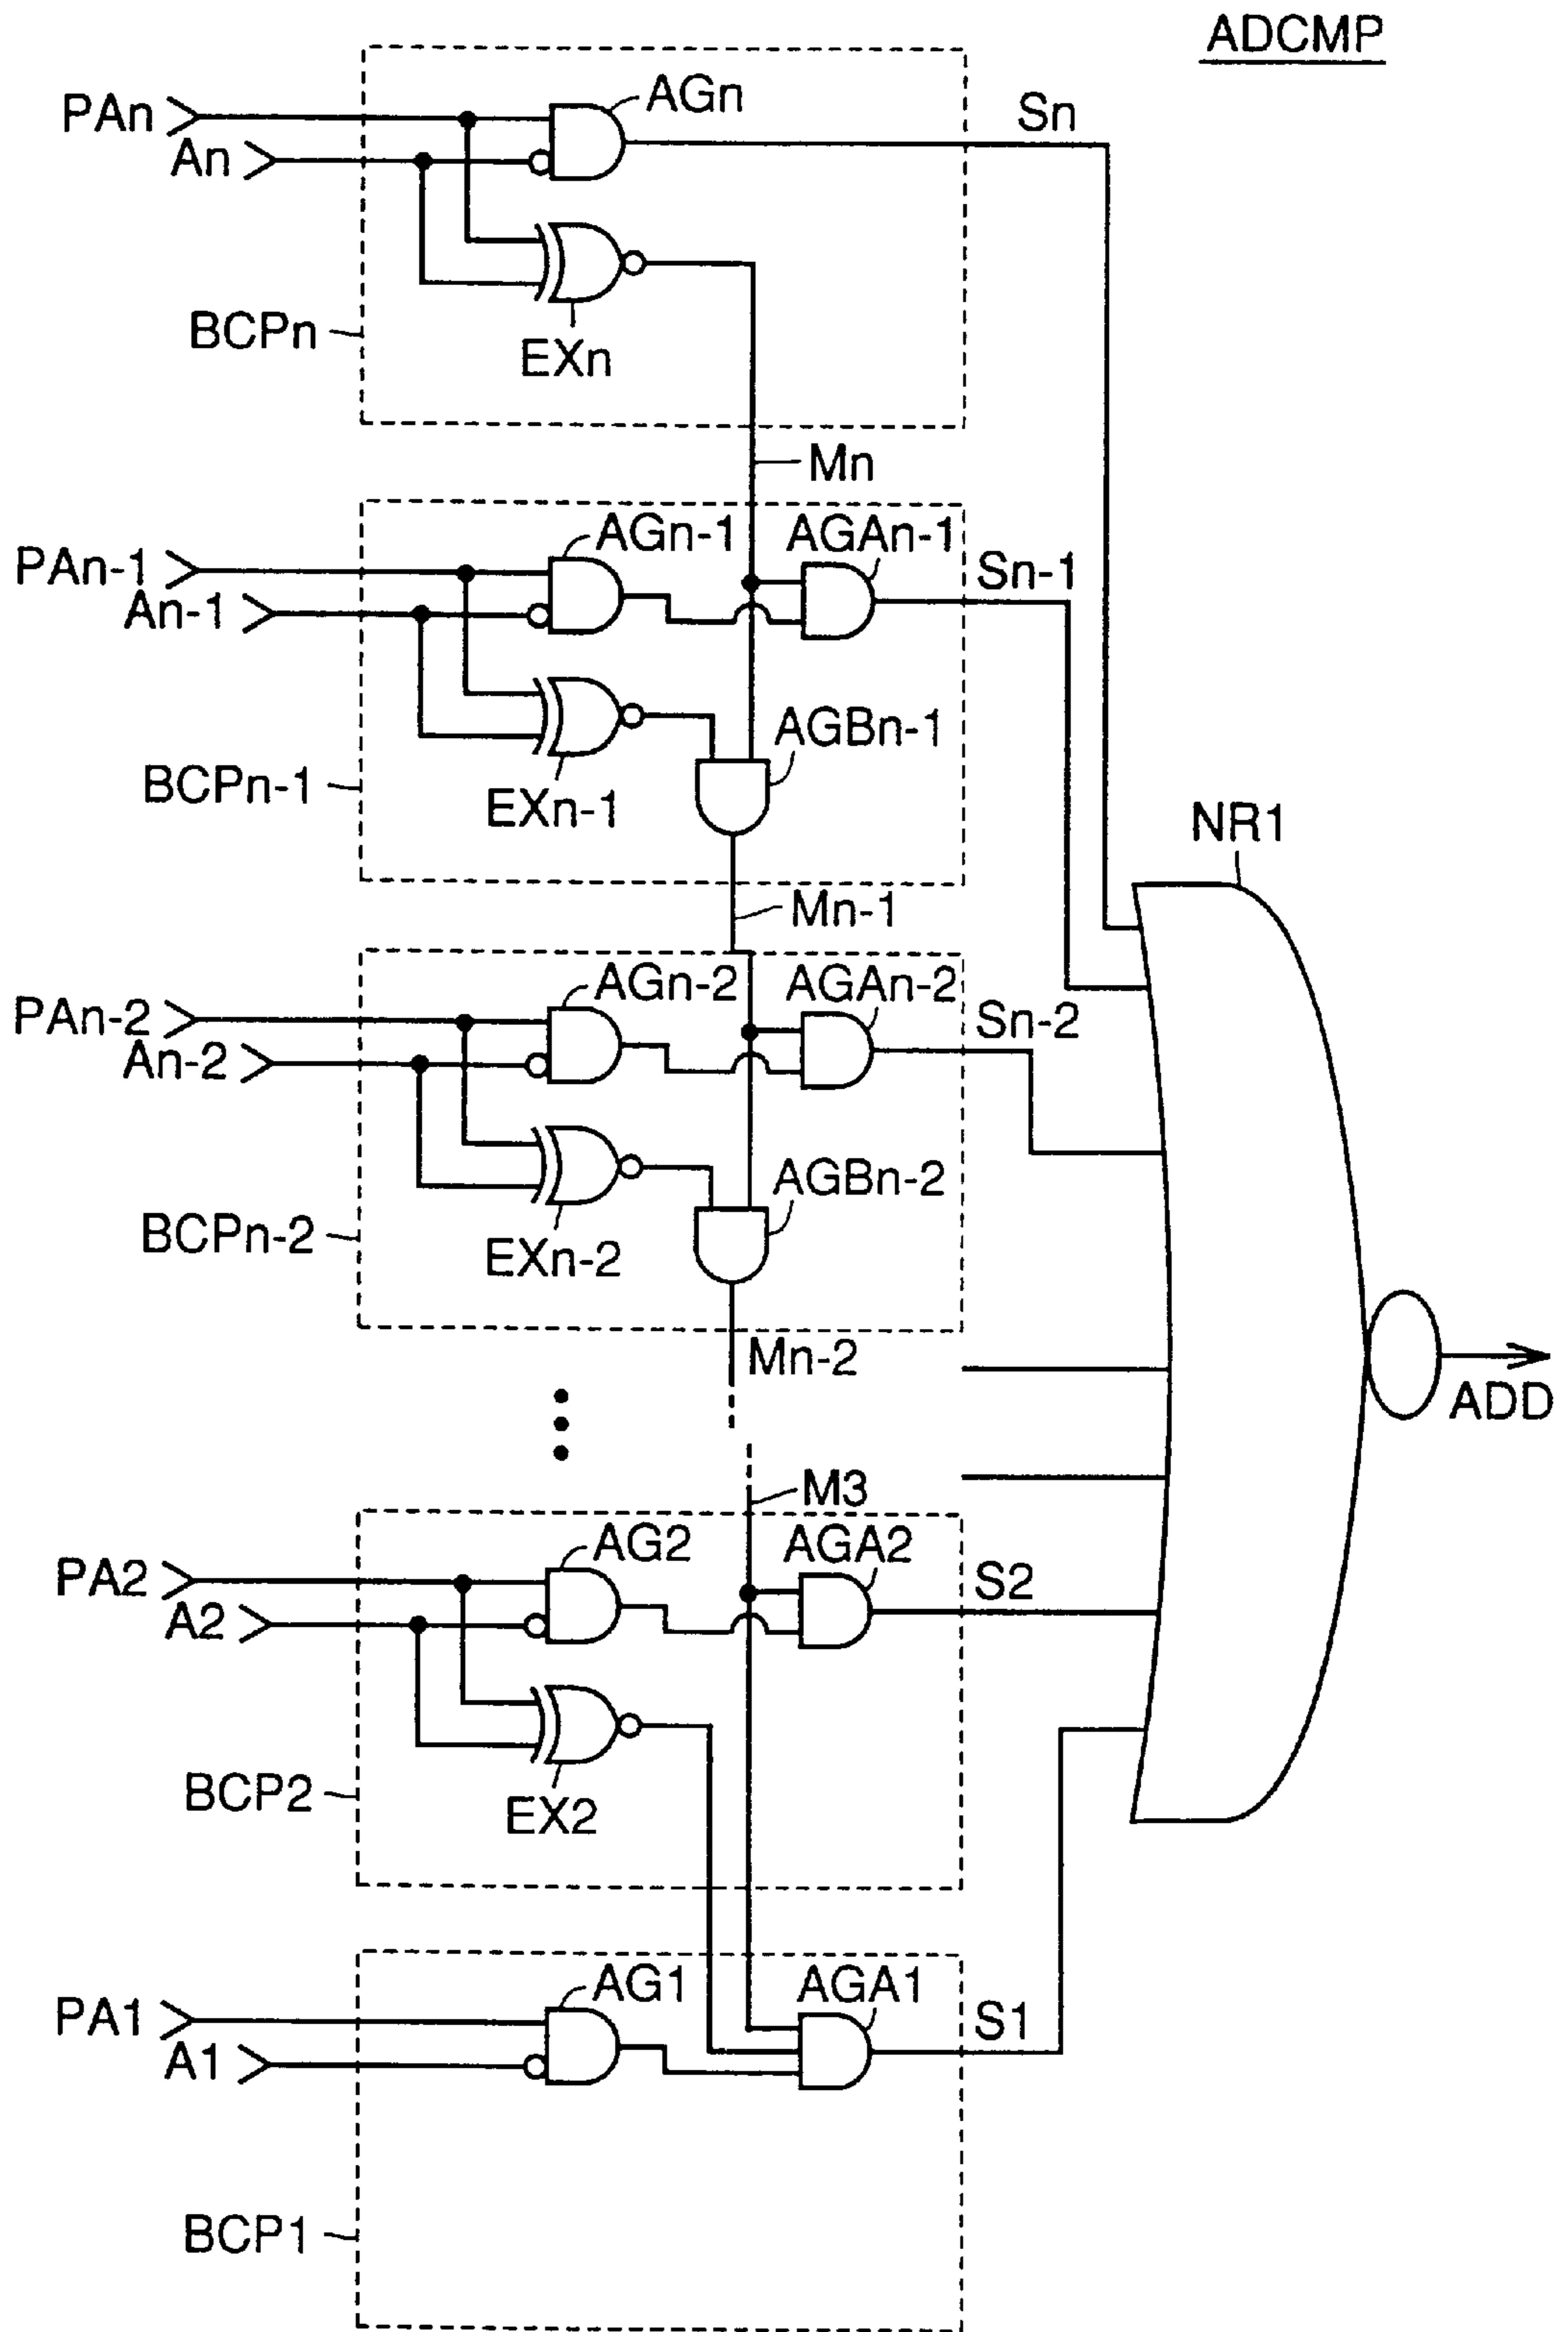 ADCMP
PAn
An
AGn
Sn
BCPn
EXn
Mn
PAn-1
An-1
AGn-1
AGAn-1
Sn-1
AGBn-1
BCPn-1
EXn-1
NR1
Mn-1
PAn-2
An-2
AGn-2
AGAn-2
Sn-2
AGBn-2
BCPn-2
EXn-2
Mn-2
ADD
M3
PA2
A2
AG2
AGA2
S2
BCP2
EX2
PA1
A1
AG1
AGA1
S1
BCP1